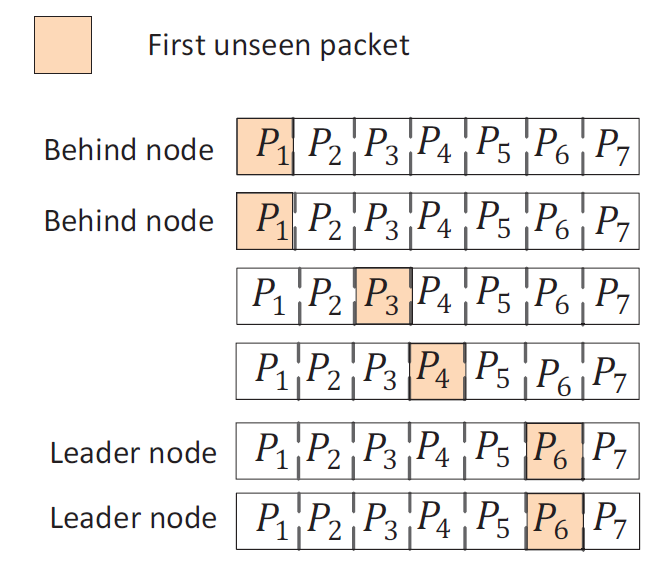 First unseen packet
Behind node P1 P2 P3 P4 P5 P6 P7
Behind node P1 P2 P3 P4 P5 P6 P7
P1 P2 P3 P4 P5 P6 P7
P1 P2 P3 P4 P5 P6 P7
Leader node P1 P2 P3 P4 P5 P6 P7
Leader node P1 P2 P3 P4 P5 P6 P7